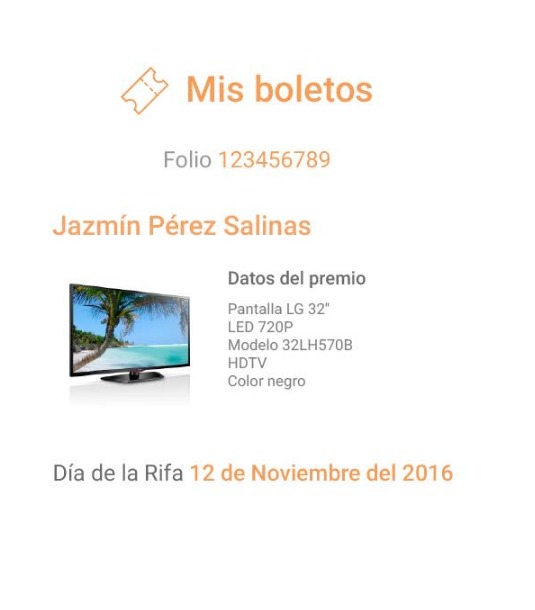 Mis boletos
Folio 123456789
Jazmín Pérez Salinas
Datos del premio
Pantalla LG 32"
LED 720P
Modelo 32LH570B
HDTV
Color negro
Día de la Rifa 12 de Noviembre del 2016